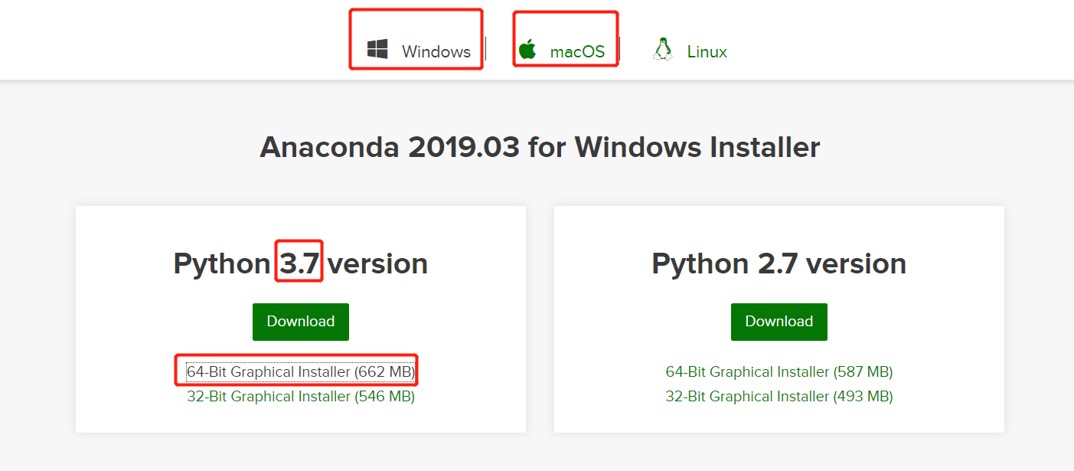 Windows macOS Linux
Anaconda 2019.03 for Windows Installer
Python 3.7 version
Download
64-Bit Graphical Installer (662 MB)
32-Bit Graphical Installer (546 MB)
Python 2.7 version
Download
64-Bit Graphical Installer (587 MB)
32-Bit Graphical Installer (493 MB)